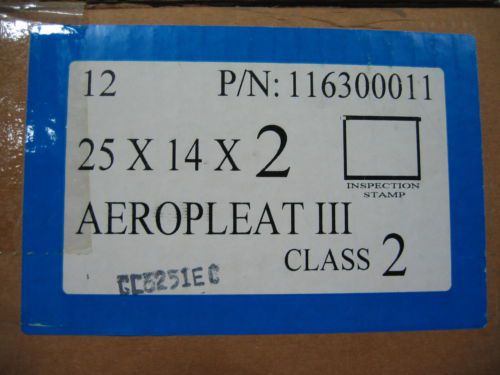 12 P/N: 116300011
25 X 14 X 2
INSPECTION
STAMP
AEROPLEAT III
CLASS 2